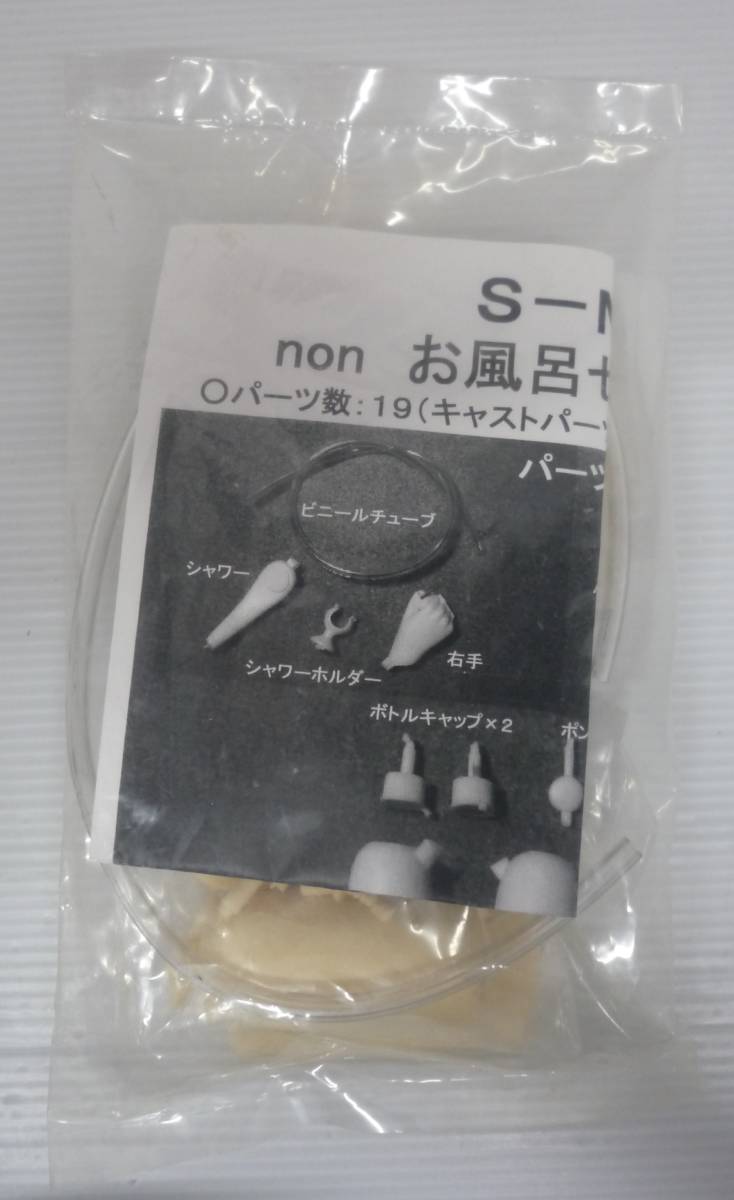 S－M
non お風呂セ
○パーツ数：19（キャストパー
パーツ
ビニールチューブ
シャワー
シャワーホルダー
右手
ボトルキャップ×2
ポン